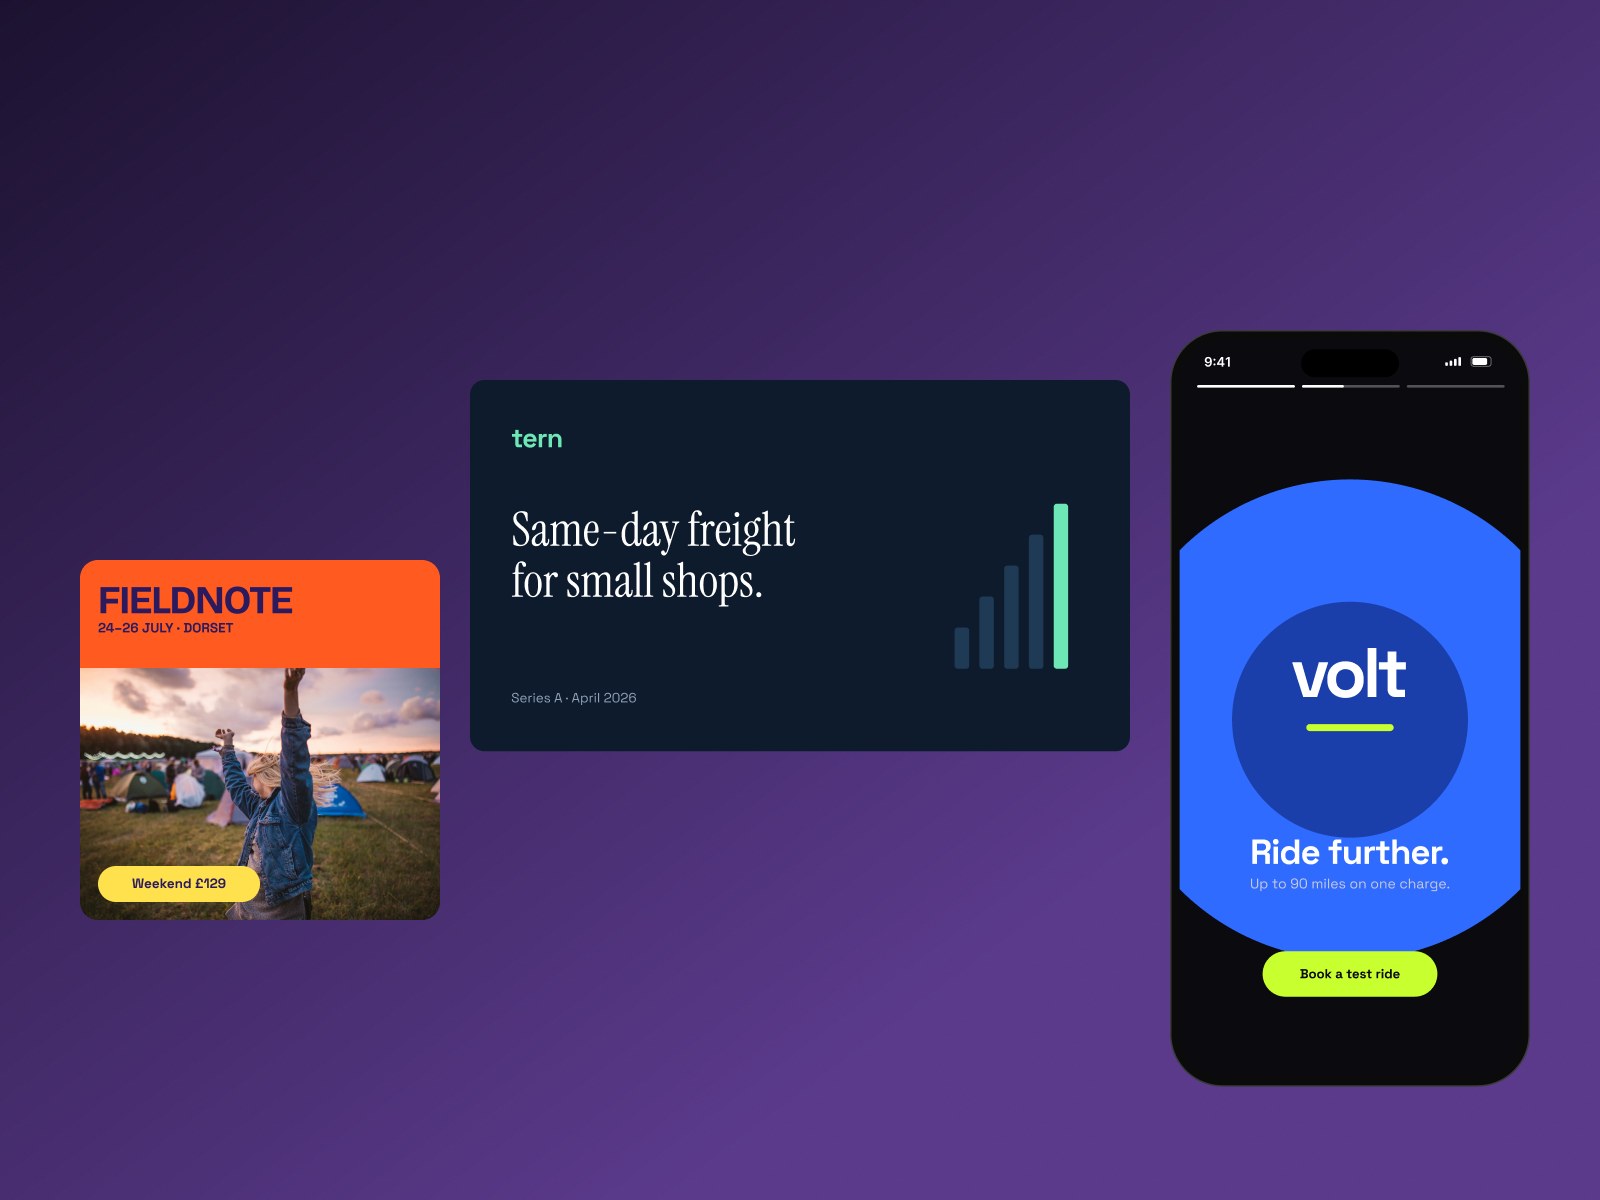 FIELDNOTE
24–26 JULY · DORSET
Weekend £129
tern
Same-day freight
for small shops.
Series A · April 2026
9:41
volt
Ride further.
Up to 90 miles on one charge.
Book a test ride